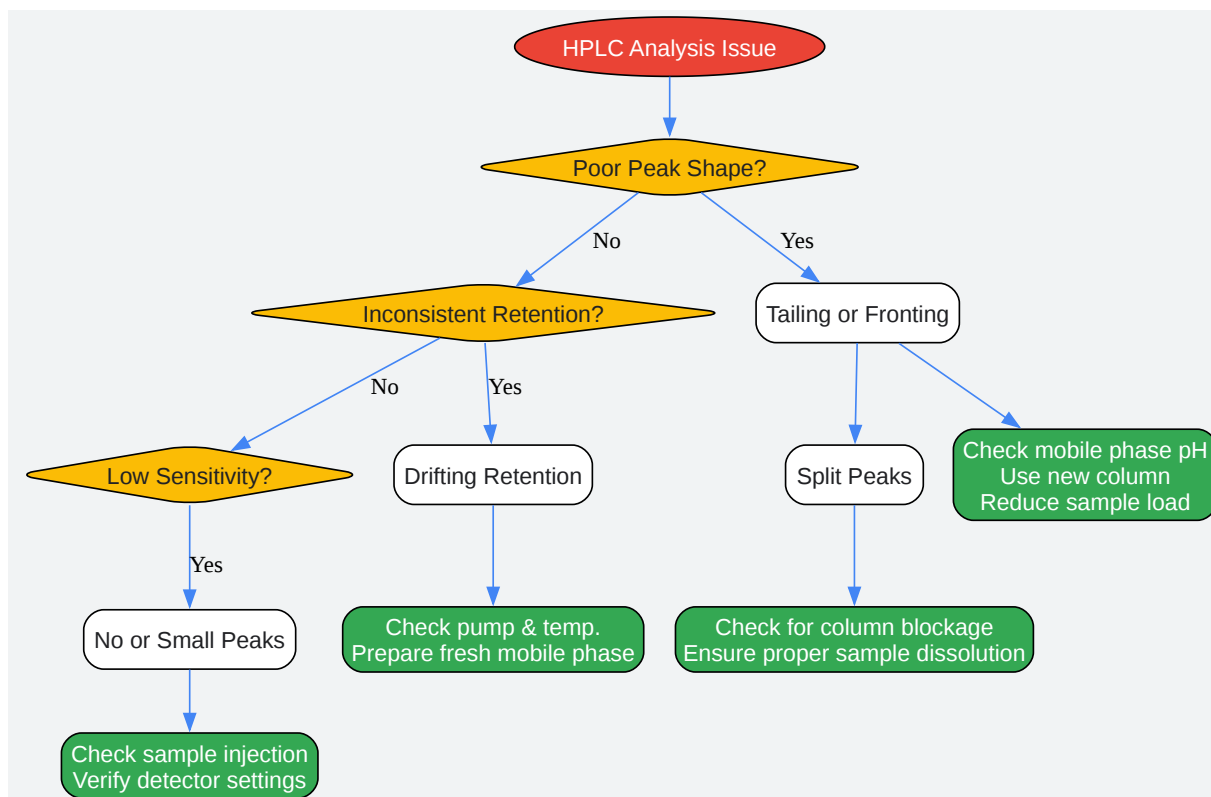 HPLC Analysis Issue
Poor Peak Shape?
No
Yes
Inconsistent Retention?
Tailing or Fronting
No
Yes
Low Sensitivity?
Drifting Retention
Split Peaks
Check mobile phase pH
Use new column
Reduce sample load
Yes
No or Small Peaks
Check pump & temp.
Prepare fresh mobile phase
Check for column blockage
Ensure proper sample dissolution
Check sample injection
Verify detector settings